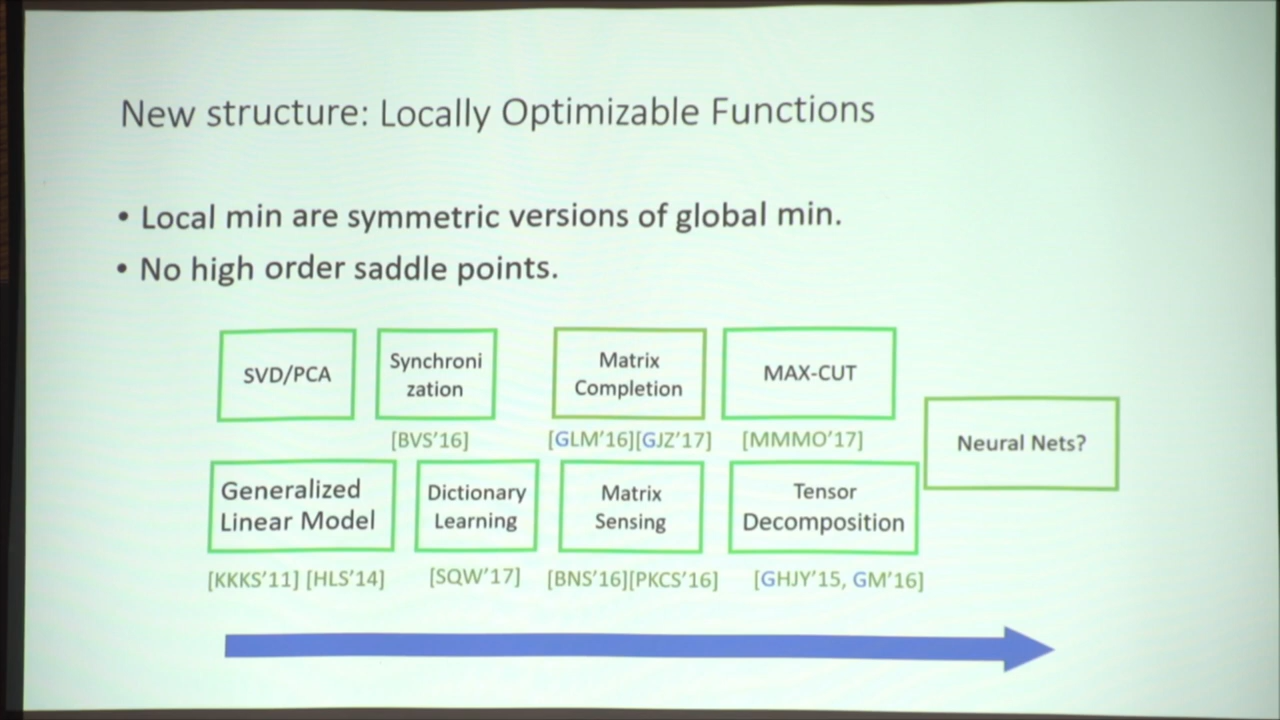 New structure: Locally Optimizable Functions
• Local min are symmetric versions of global min.
• No high order saddle points.
SVD/PCA
Synchroni
zation
[BVS'16]
Matrix
Completion
[GLM'16][GJZ'17]
MAX-CUT
[MMMO'17]
Neural Nets?
Generalized
Linear Model
[KKKS'11] [HLS'14]
Dictionary
Learning
[SQW'17]
Matrix
Sensing
[BNS'16][PKCS'16]
Tensor
Decomposition
[GHJY'15, GM'16]